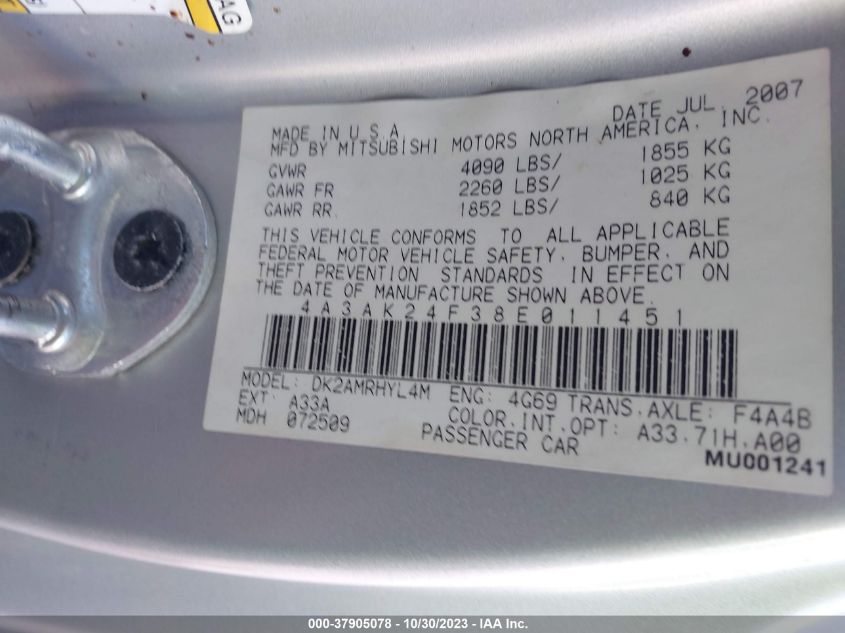 AG
DATE JUL. 2007
MADE IN U.S.A.
MFD BY MITSUBISHI MOTORS NORTH AMERICA, INC.
GVWR 4090 LBS/ 1855 KG
GAWR FR 2260 LBS/ 1025 KG
GAWR RR. 1852 LBS/ 840 KG
THIS VEHICLE CONFORMS TO ALL APPLICABLE
FEDERAL MOTOR VEHICLE SAFETY, BUMPER, AND
THEFT PREVENTION STANDARDS IN EFFECT ON
THE DATE OF MANUFACTURE SHOWN ABOVE.
4A3AK24F38E011451
MODEL: DK2AMRHYL4M ENG: 4G69 TRANS.AXLE: F4A4B
EXT: A33A COLOR.INT.OPT: A33.71H.A00
MDH 072509 PASSENGER CAR
MU001241
000-37905078 - 10/30/2023 - IAA Inc.